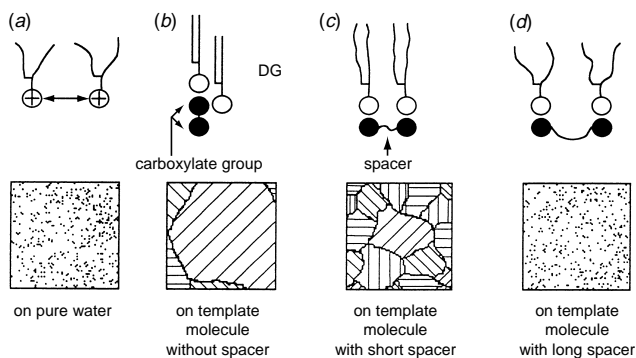 (a)
(b)
(c)
(d)
DG
carboxylate group
spacer
on pure water
on template
molecule
without spacer
on template
molecule
with short spacer
on template
molecule
with long spacer